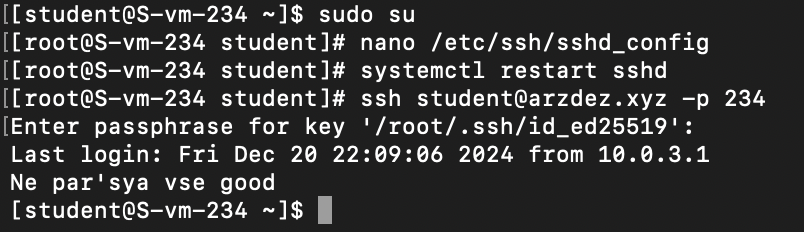 [[student@S-vm-234 ~]$ sudo su
[[root@S-vm-234 student]# nano /etc/ssh/sshd_config
[[root@S-vm-234 student]# systemctl restart sshd
[[root@S-vm-234 student]# ssh student@arzdez.xyz -p 234
[Enter passphrase for key '/root/.ssh/id_ed25519':
Last login: Fri Dec 20 22:09:06 2024 from 10.0.3.1
Ne par'sya vse good
[student@S-vm-234 ~]$